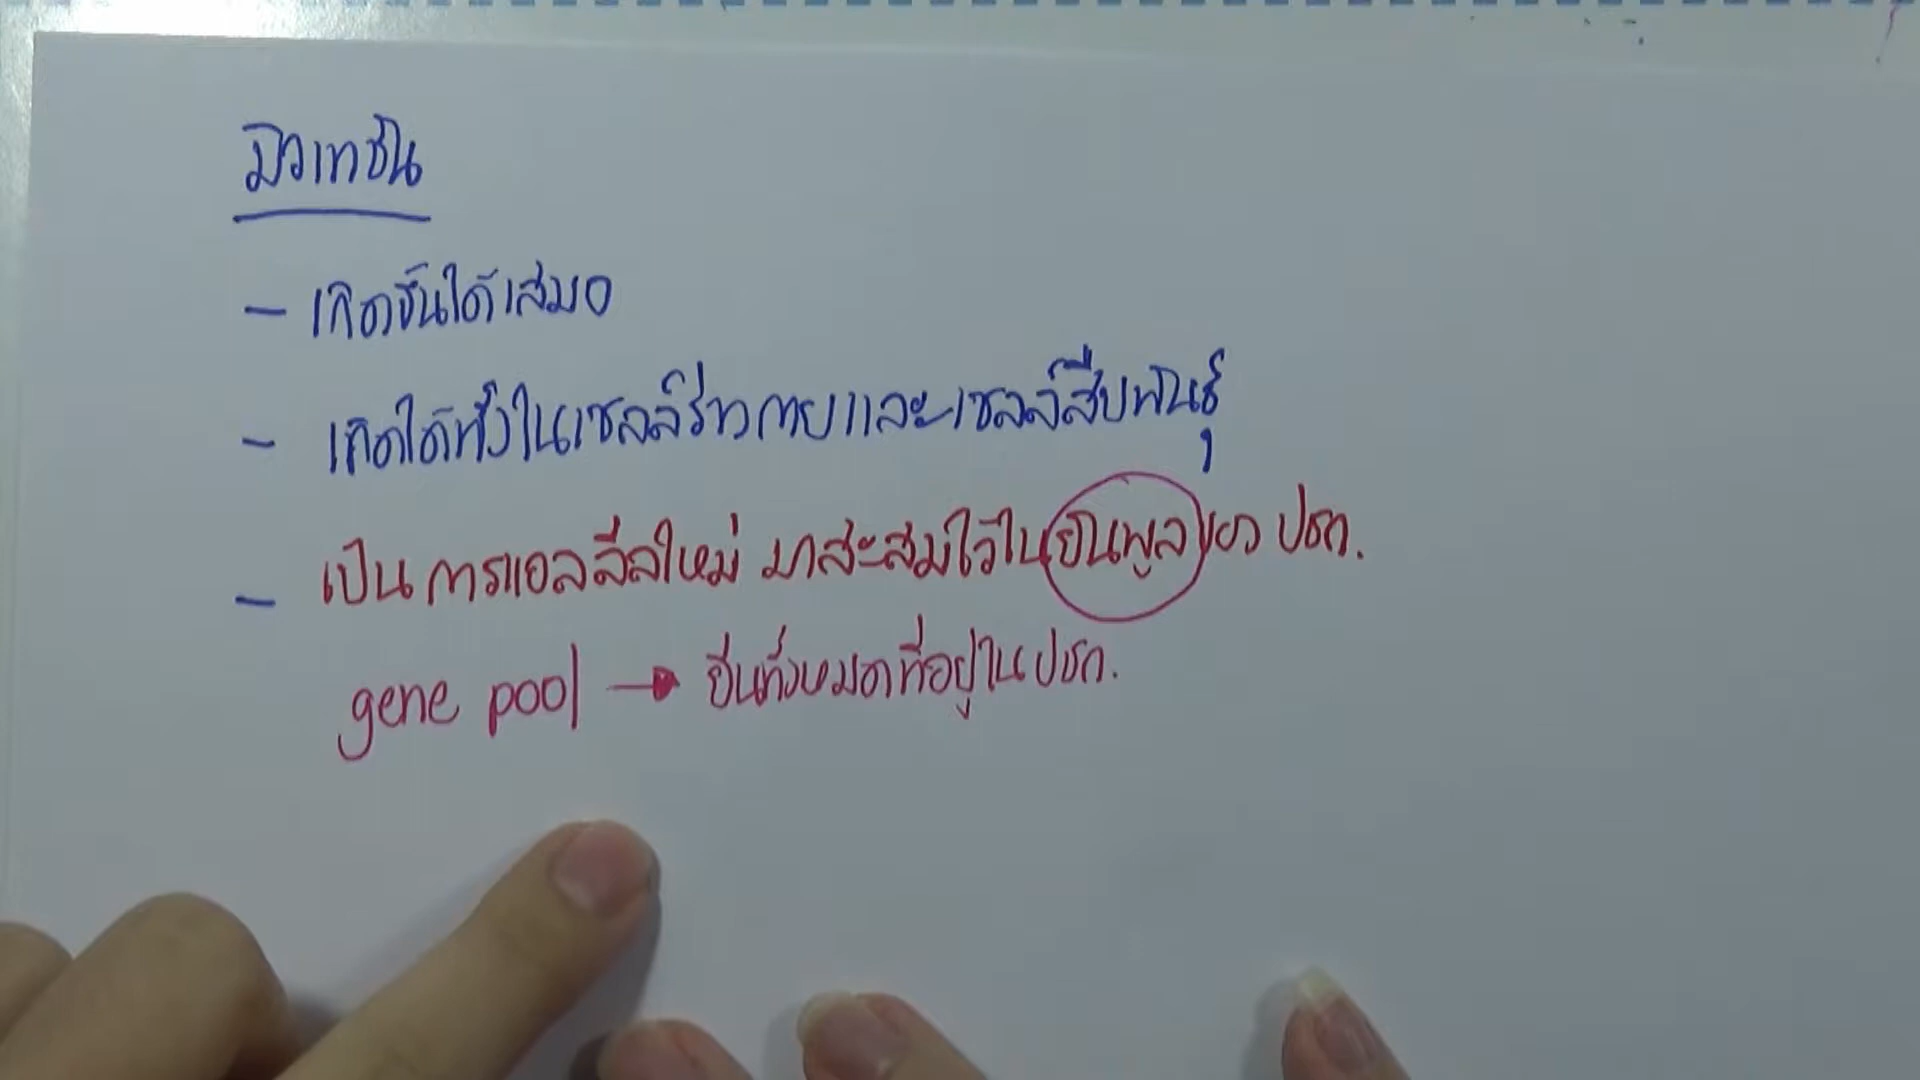 มิวเทชัน
- เกิดขึ้นได้เสมอ
- เกิดได้ทั้งในเซลล์ร่างกายและเซลล์สืบพันธุ์
- เป็นการแอลลีลใหม่ มาสะสมไว้ในยีนพูลของ ปชก.
gene pool → ยีนทั้งหมดที่อยู่ใน ปชก.